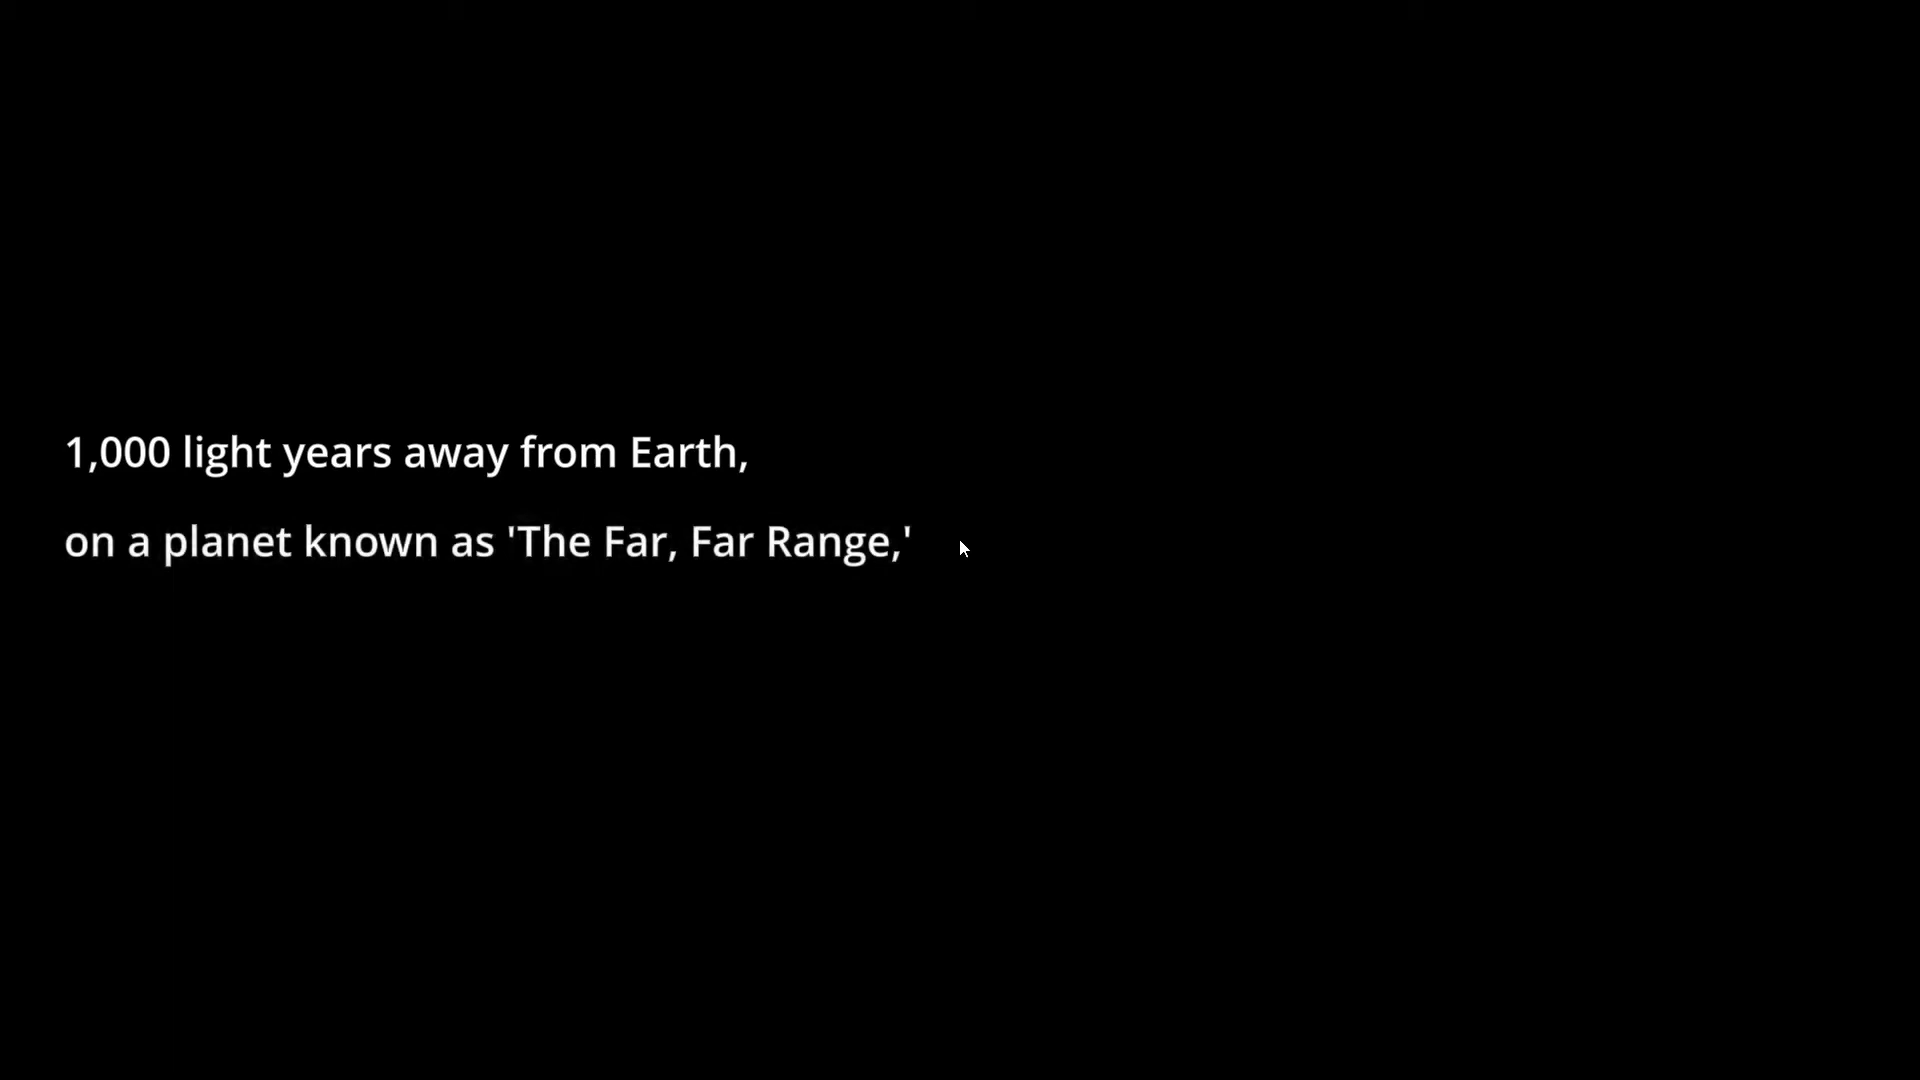 1,000 light years away from Earth,
on a planet known as 'The Far, Far Range,'